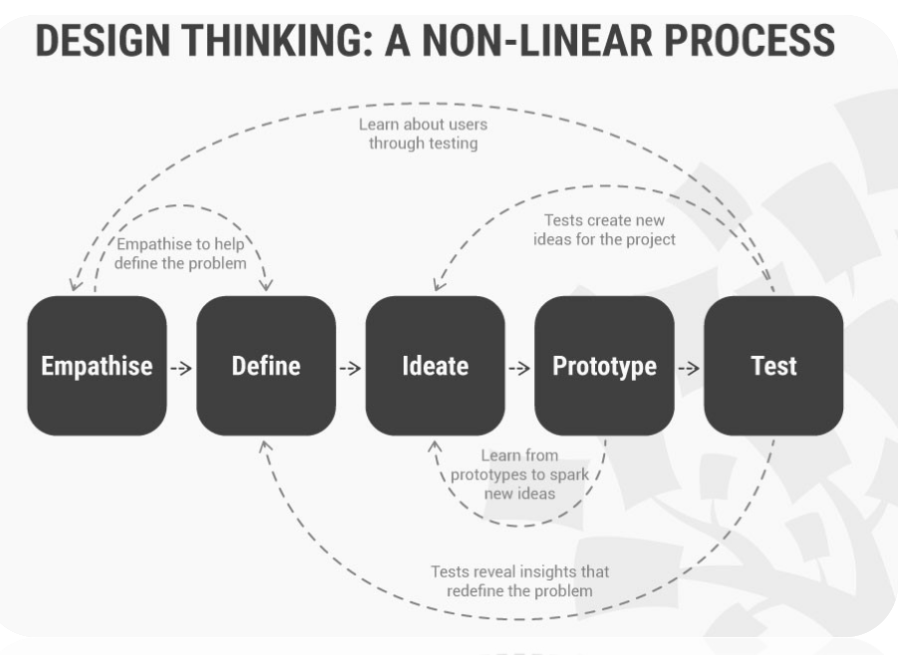 DESIGN THINKING: A NON-LINEAR PROCESS
Learn about users
through testing
Tests create new
ideas for the project
Empathise to help
define the problem
Empathise
Define
Ideate
Prototype
Test
Learn from
prototypes to spark
new ideas
Tests reveal insights that
redefine the problem